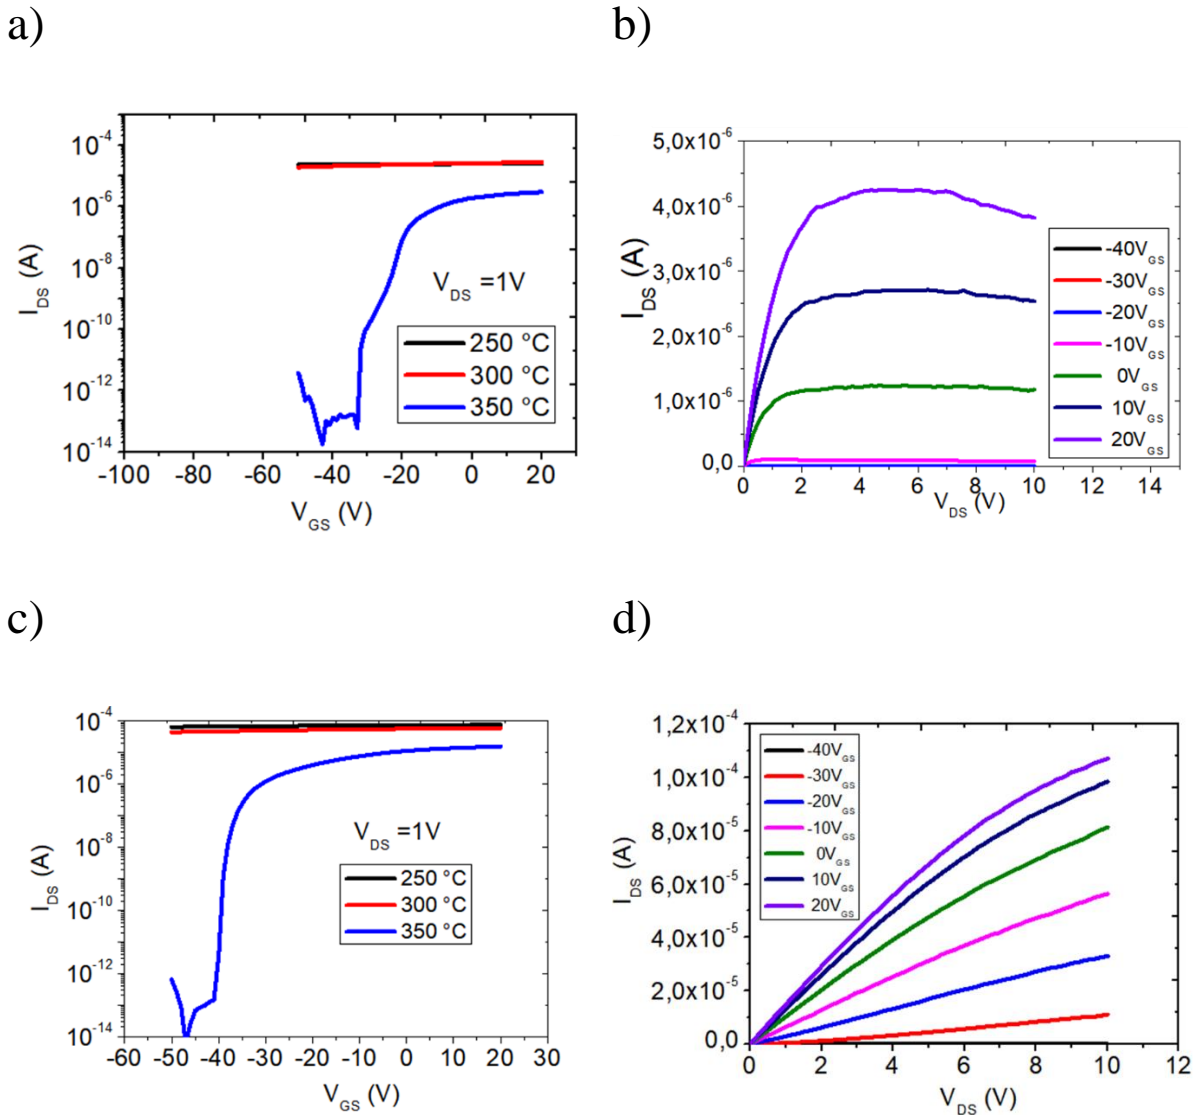 a)
10⁻⁴
10⁻⁶
10⁻⁸
10⁻¹⁰
10⁻¹²
10⁻¹⁴
I_DS (A)
V_DS =1V
250 °C
300 °C
350 °C
-100 -80 -60 -40 -20 0 20
V_GS (V)
b)
5,0x10⁻⁶
4,0x10⁻⁶
3,0x10⁻⁶
2,0x10⁻⁶
1,0x10⁻⁶
0,0
I_DS (A)
-40V_GS
-30V_GS
-20V_GS
-10V_GS
0V_GS
10V_GS
20V_GS
0 2 4 6 8 10 12 14
V_DS (V)
c)
10⁻⁴
10⁻⁶
10⁻⁸
10⁻¹⁰
10⁻¹²
10⁻¹⁴
I_DS (A)
V_DS =1V
250 °C
300 °C
350 °C
-60 -50 -40 -30 -20 -10 0 10 20 30
V_GS (V)
d)
1,2x10⁻⁴
1,0x10⁻⁴
8,0x10⁻⁵
6,0x10⁻⁵
4,0x10⁻⁵
2,0x10⁻⁵
0,0
I_DS (A)
-40V_GS
-30V_GS
-20V_GS
-10V_GS
0V_GS
10V_GS
20V_GS
0 2 4 6 8 10 12
V_DS (V)